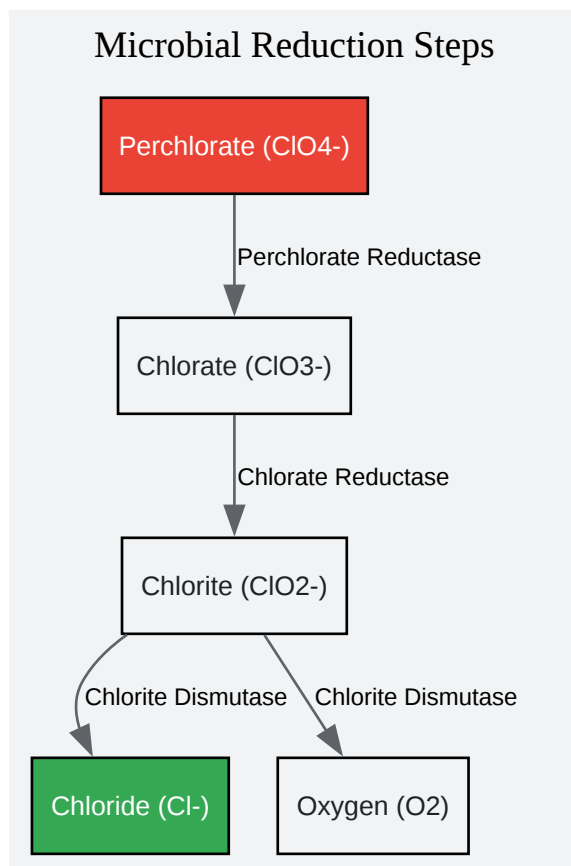 Microbial Reduction Steps
Perchlorate (ClO4-)
Perchlorate Reductase
Chlorate (ClO3-)
Chlorate Reductase
Chlorite (ClO2-)
Chlorite Dismutase
Chlorite Dismutase
Chloride (Cl-)
Oxygen (O2)